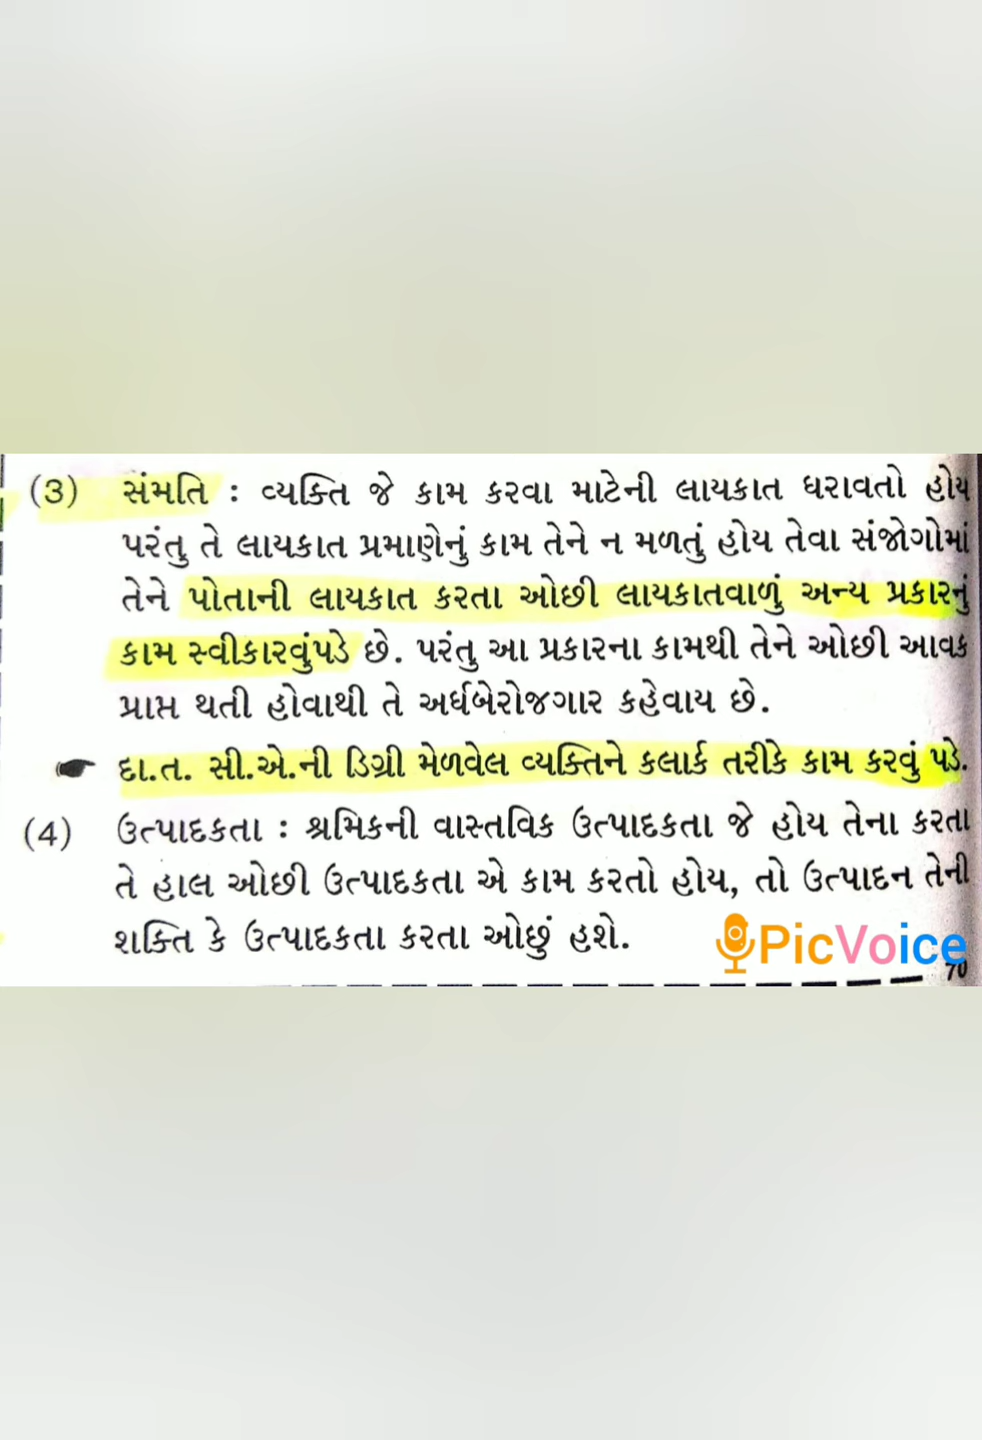 (3) સંમતિ : વ્યક્તિ જે કામ કરવા માટેની લાયકાત ધરાવતો હોય
પરંતુ તે લાયકાત પ્રમાણેનું કામ તેને ન મળતું હોય તેવા સંજોગોમાં
તેને પોતાની લાયકાત કરતા ઓછી લાયકાતવાળું અન્ય પ્રકારનું
કામ સ્વીકારવુંપડે છે. પરંતુ આ પ્રકારના કામથી તેને ઓછી આવક
પ્રાપ્ત થતી હોવાથી તે અર્ધબેરોજગાર કહેવાય છે.
☛ દા.ત. સી.એ.ની ડિગ્રી મેળવેલ વ્યક્તિને કલાર્ક તરીકે કામ કરવું પડે.
(4) ઉત્પાદકતા : શ્રમિકની વાસ્તવિક ઉત્પાદકતા જે હોય તેના કરતા
તે હાલ ઓછી ઉત્પાદકતા એ કામ કરતો હોય, તો ઉત્પાદન તેની
શક્તિ કે ઉત્પાદકતા કરતા ઓછું હશે.
PicVoice
70